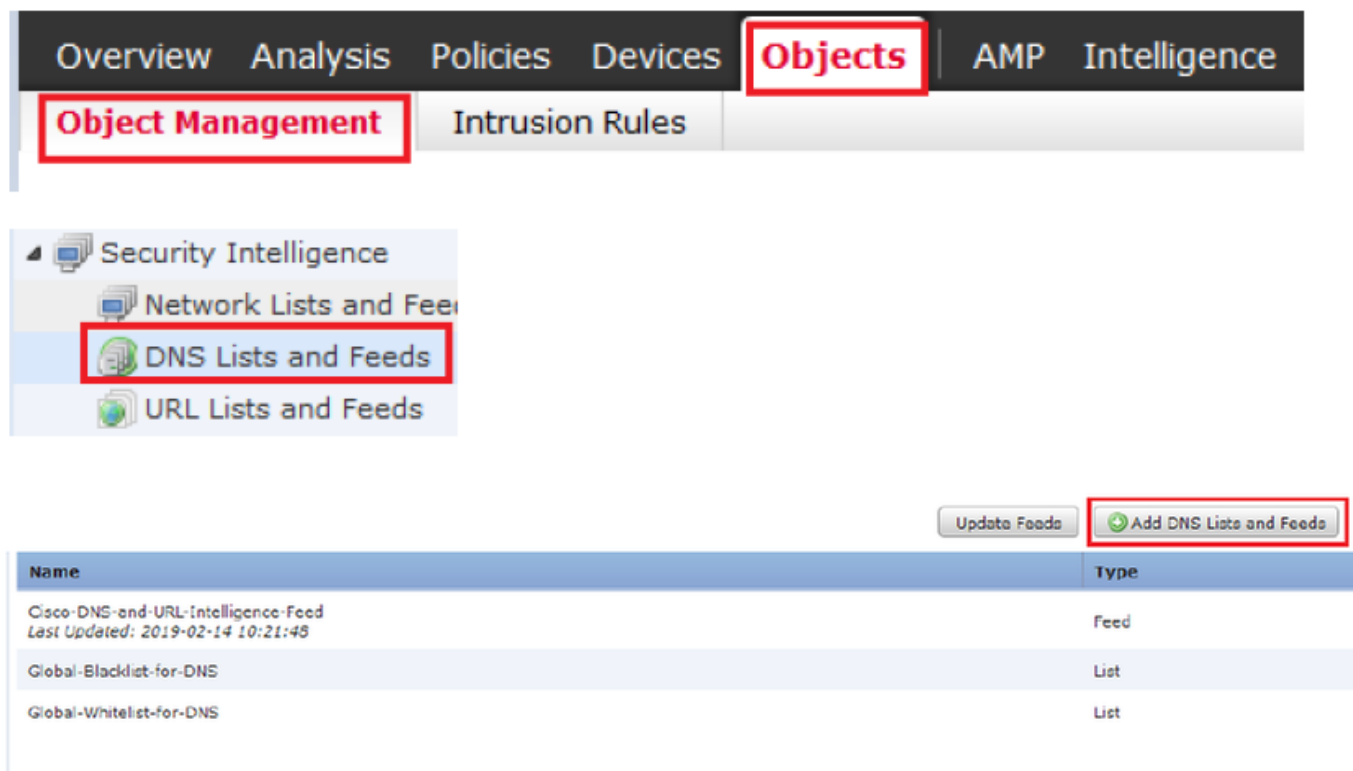 Overview Analysis Policies Devices Objects AMP Intelligence
Object Management Intrusion Rules
Security Intelligence
Network Lists and Fee
DNS Lists and Feeds
URL Lists and Feeds
Update Feeds Add DNS Lists and Feeds
Name Type
Cisco-DNS-and-URL-Intelligence-Feed Feed
Last Updated: 2019-02-14 10:21:48
Global-Blacklist-for-DNS List
Global-Whitelist-for-DNS List